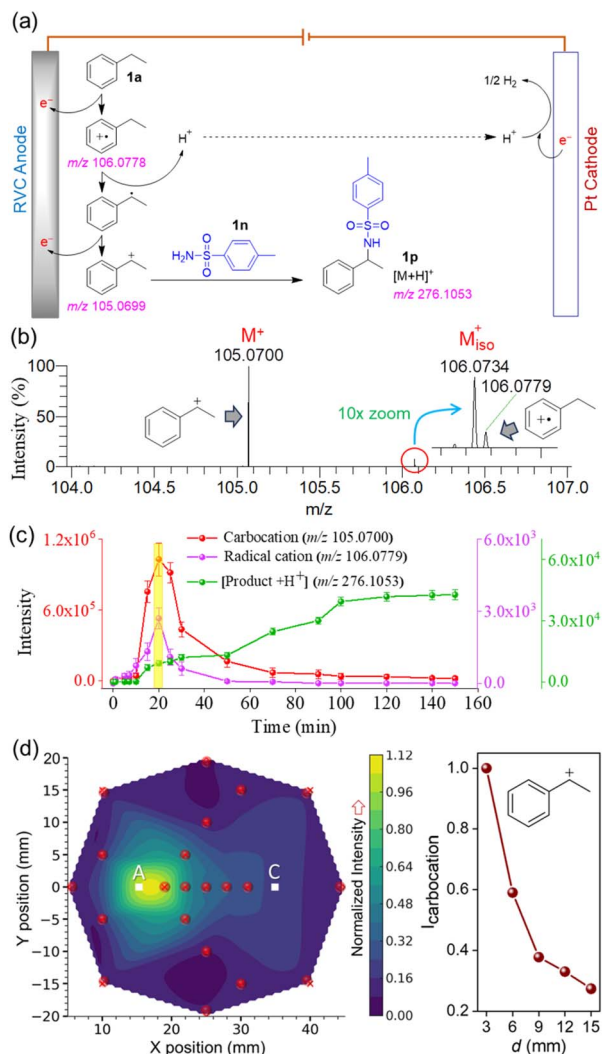 (a)
RVC Anode
Pt Cathode
1a
e⁻
m/z 106.0778
H⁺
H⁺
1/2 H₂
e⁻
e⁻
m/z 105.0699
1n
H₂N
O
S
O
O
S
O
NH
1p
[M+H]⁺
m/z 276.1053
(b)
Intensity (%)
100
50
0
M⁺
105.0700
M⁺iso
106.0734
106.0779
10x zoom
104.0 104.5 105.0 105.5 106.0 106.5 107.0
m/z
(c)
Intensity
1.2x10⁶
6.0x10⁵
0.0
Carbocation (m/z 105.0700)
Radical cation (m/z 106.0779)
[Product +H⁺] (m/z 276.1053)
6.0x10³
3.0x10³
0.0
6.0x10⁴
4.0x10⁴
0.0
0 20 40 60 80 100 120 140 160
Time (min)
(d)
Y position (mm)
20
15
10
5
0
−5
−10
−15
−20
A
C
10 20 30 40
X position (mm)
1.12
0.96
0.80
0.64
0.48
0.32
0.16
0.00
Normalized Intensity
Icarbocation
1.0
0.8
0.6
0.4
0.2
3 6 9 12 15
d (mm)